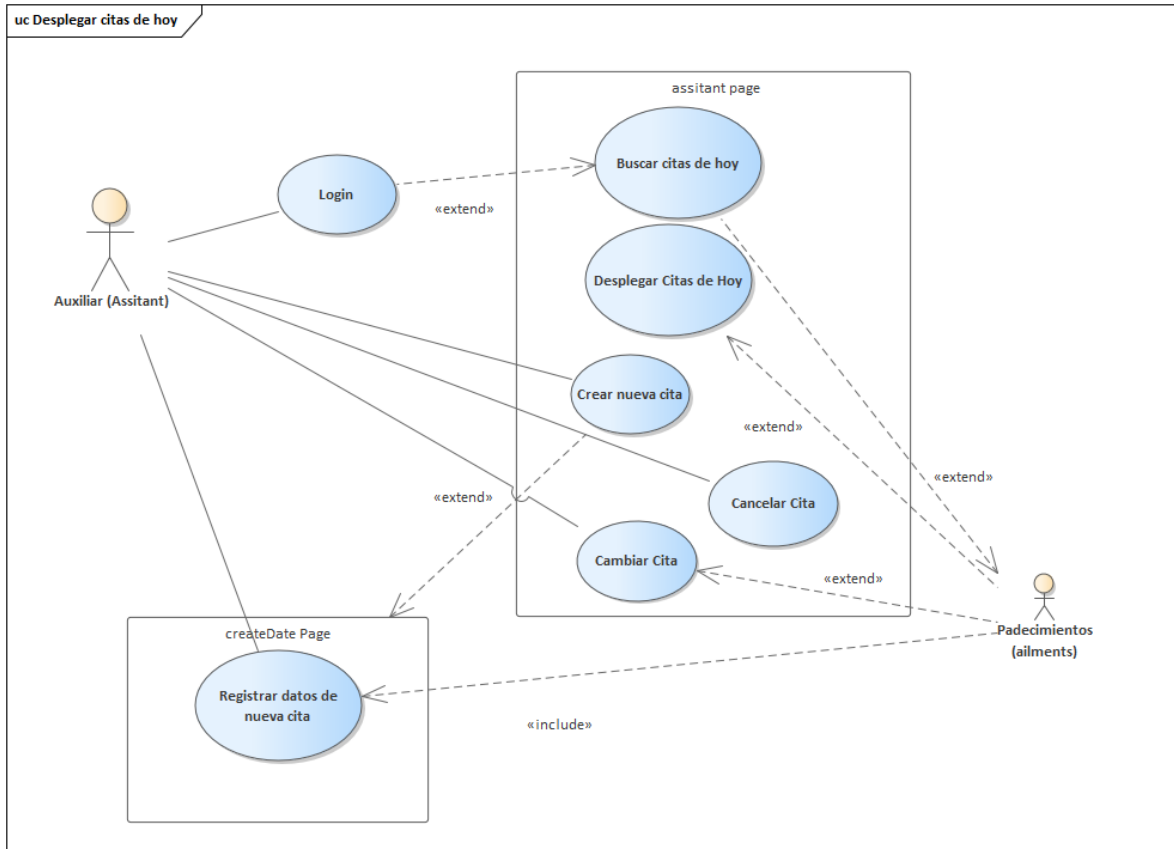 uc Desplegar citas de hoy
assitant page
Buscar citas de hoy
Login
«extend»
Desplegar Citas de Hoy
Auxiliar (Assitant)
Crear nueva cita
«extend»
«extend»
«extend»
Cancelar Cita
Cambiar Cita
«extend»
Padecimientos
(ailments)
createDate Page
Registrar datos de
nueva cita
«include»